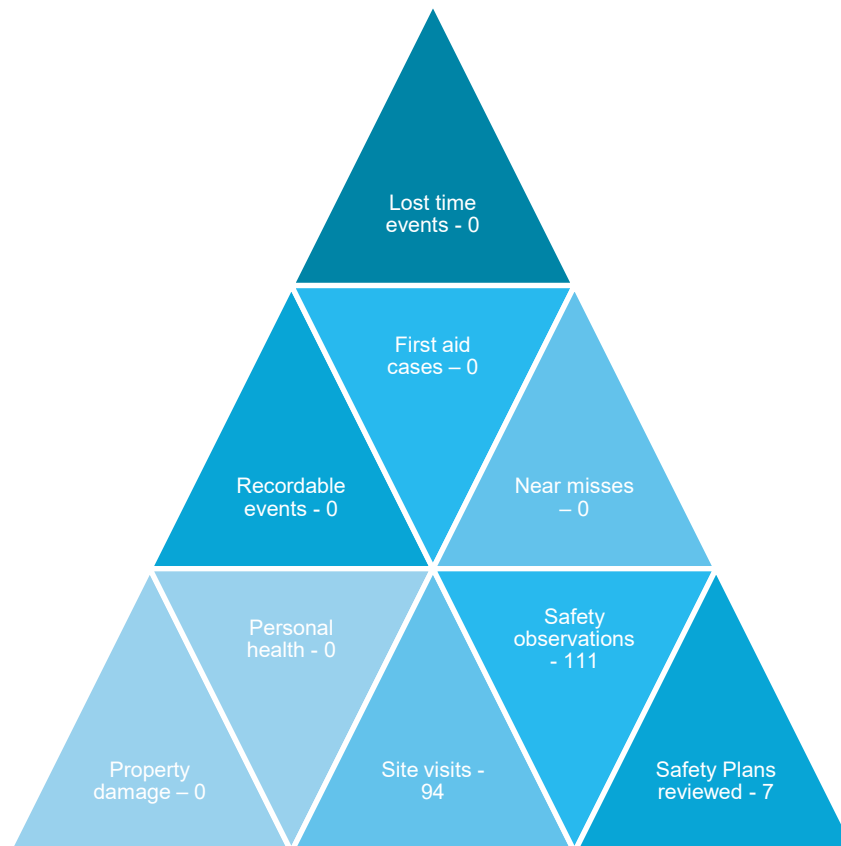 Lost time
events - 0
First aid
cases – 0
Recordable
events - 0
Near misses
– 0
Personal
health - 0
Safety
observations
- 111
Property
damage – 0
Site visits -
94
Safety Plans
reviewed - 7